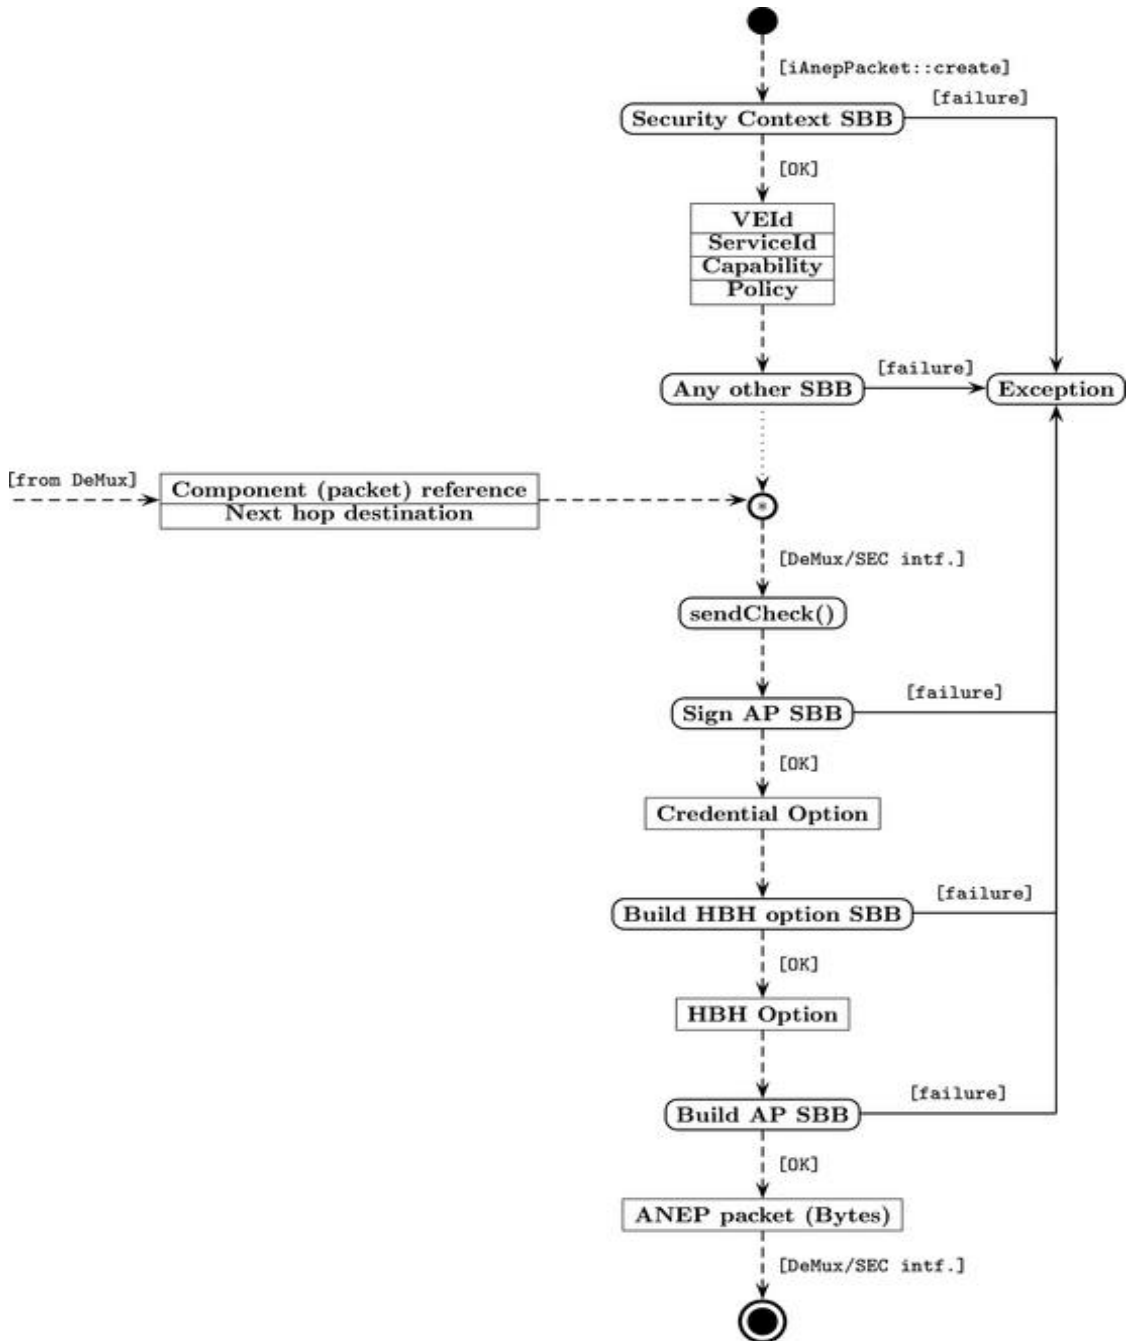 [iAnepPacket::create]
[failure]
Security Context SBB
[OK]
VEId
ServiceId
Capability
Policy
[failure]
Any other SBB
Exception
[from DeMux]
Component (packet) reference
Next hop destination
*
[DeMux/SEC intf.]
sendCheck()
[failure]
Sign AP SBB
[OK]
Credential Option
[failure]
Build HBH option SBB
[OK]
HBH Option
[failure]
Build AP SBB
[OK]
ANEP packet (Bytes)
[DeMux/SEC intf.]